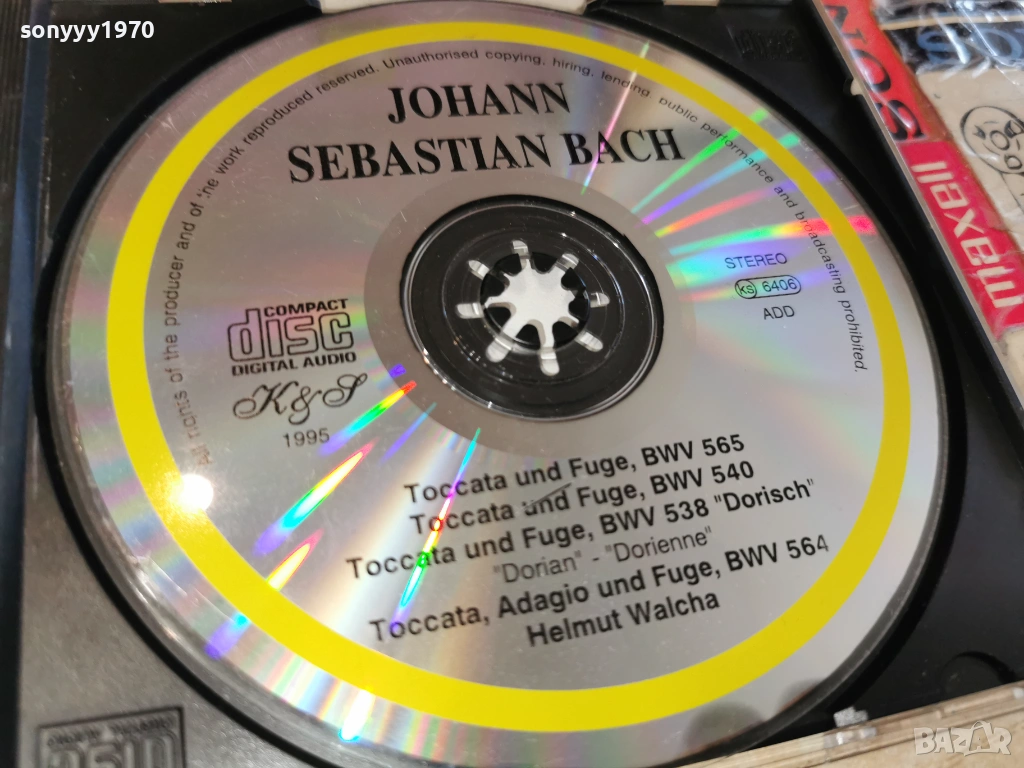 sonyyy1970
All rights of the producer and of the work reproduced reserved. Unauthorised copying, hiring, lending, public performance and broadcasting prohibited.
JOHANN
SEBASTIAN BACH
STEREO
KS 6406
ADD
COMPACT
disc
DIGITAL AUDIO
K&S
1995
Toccata und Fuge, BWV 565
Toccata und Fuge, BWV 540
Toccata und Fuge, BWV 538 "Dorisch"
"Dorian" - "Dorienne"
Toccata, Adagio und Fuge, BWV 564
Helmut Walcha
maxell
BAZAR